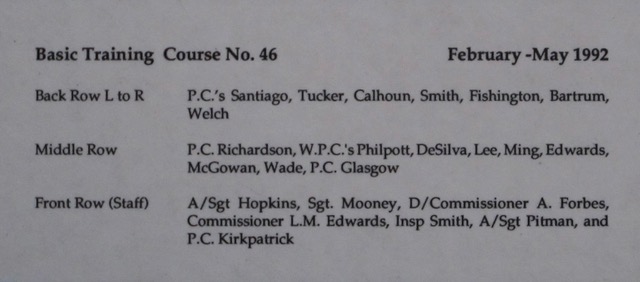 Basic Training Course No. 46 February -May 1992
Back Row L to R P.C.'s Santiago, Tucker, Calhoun, Smith, Fishington, Bartrum,
Welch
Middle Row P.C. Richardson, W.P.C.'s Philpott, DeSilva, Lee, Ming, Edwards,
McGowan, Wade, P.C. Glasgow
Front Row (Staff) A/Sgt Hopkins, Sgt. Mooney, D/Commissioner A. Forbes,
Commissioner L.M. Edwards, Insp Smith, A/Sgt Pitman, and
P.C. Kirkpatrick